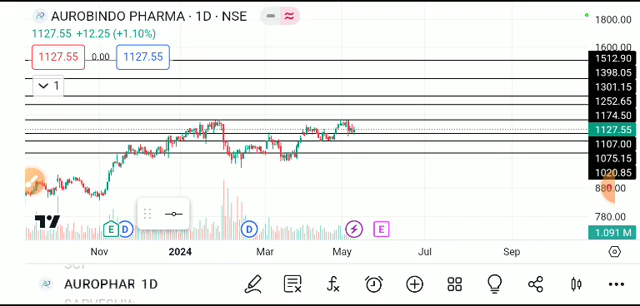 AUROBINDO PHARMA · 1D · NSE
1127.55 +12.25 (+1.10%)
1127.55 0.00 1127.55
1
1800.00
1600.00
1512.90
1398.05
1301.15
1252.65
1174.50
1127.55
1107.00
1075.15
1020.85
880.00
780.00
1.091 M
E D D E
Nov 2024 Mar May Jul Sep
AUROPHAR 1D